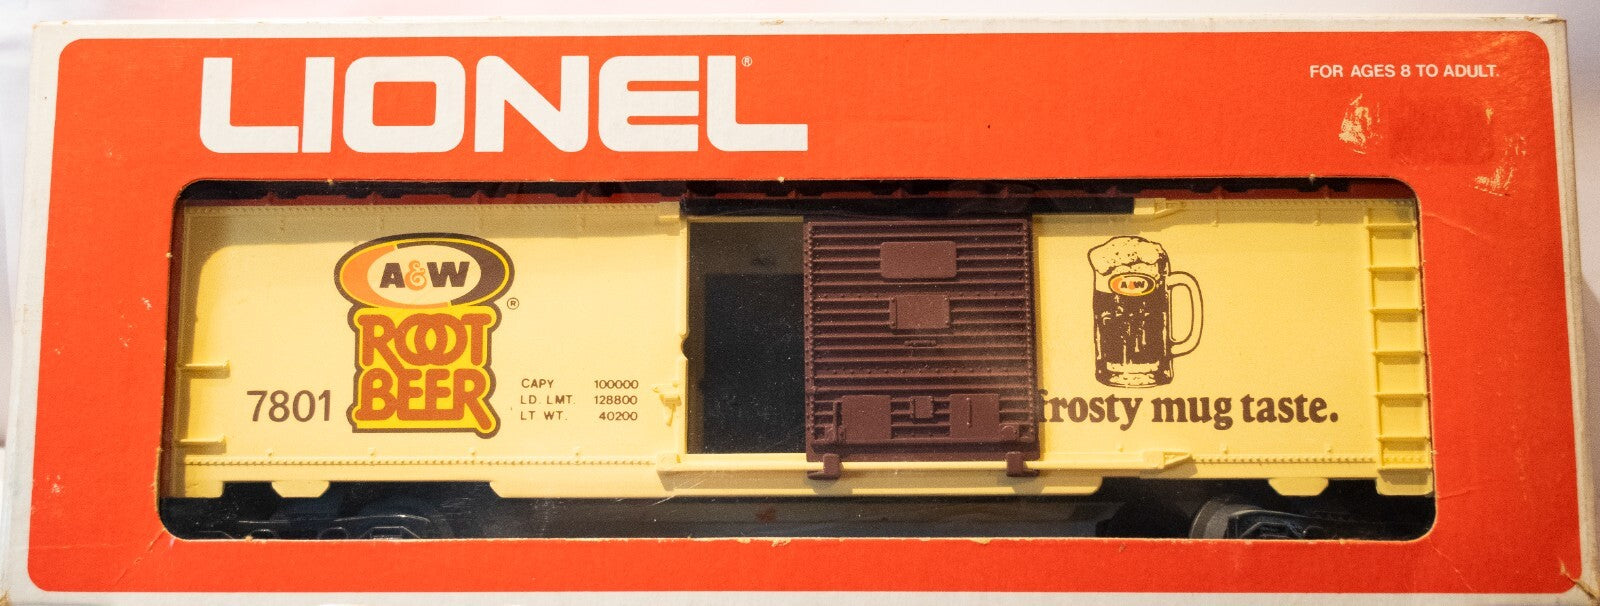 LIONEL®
FOR AGES 8 TO ADULT.
A&W
ROOT
BEER
®
7801
CAPY 100000
LD. LMT. 128800
LT WT. 40200
A&W
frosty mug taste.